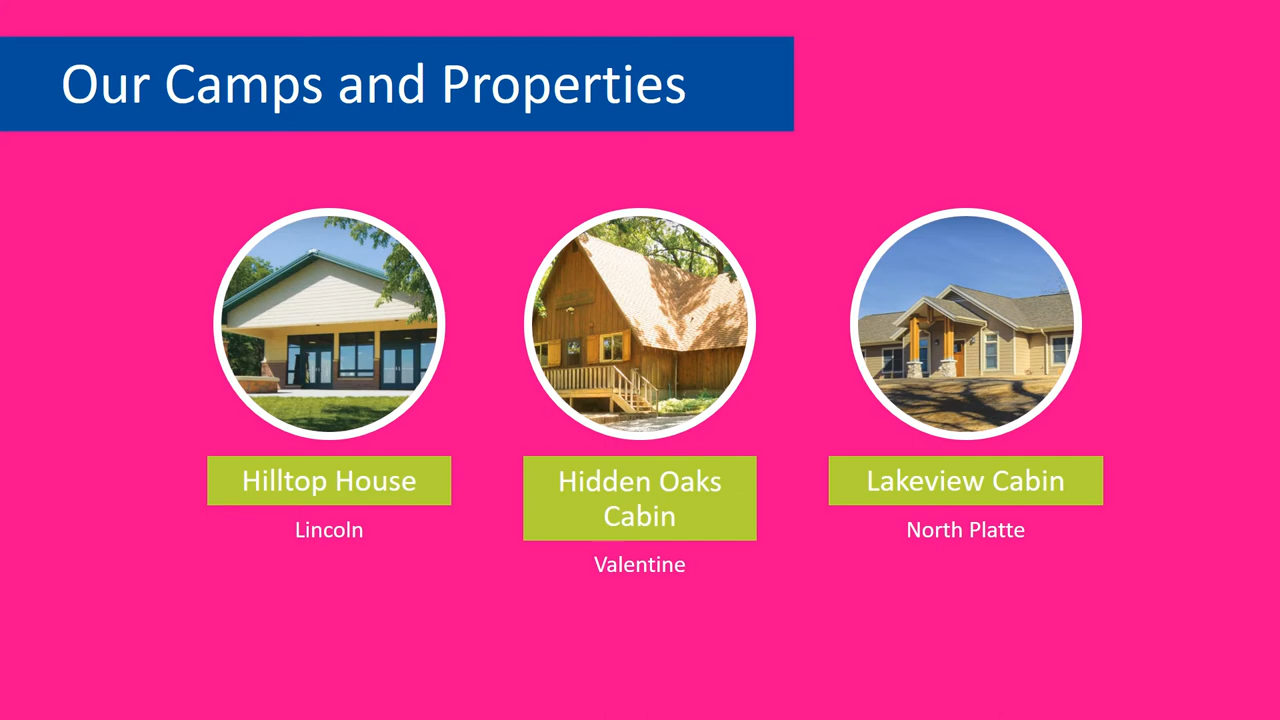 Our Camps and Properties
Hilltop House
Lincoln
Hidden Oaks
Cabin
Valentine
Lakeview Cabin
North Platte